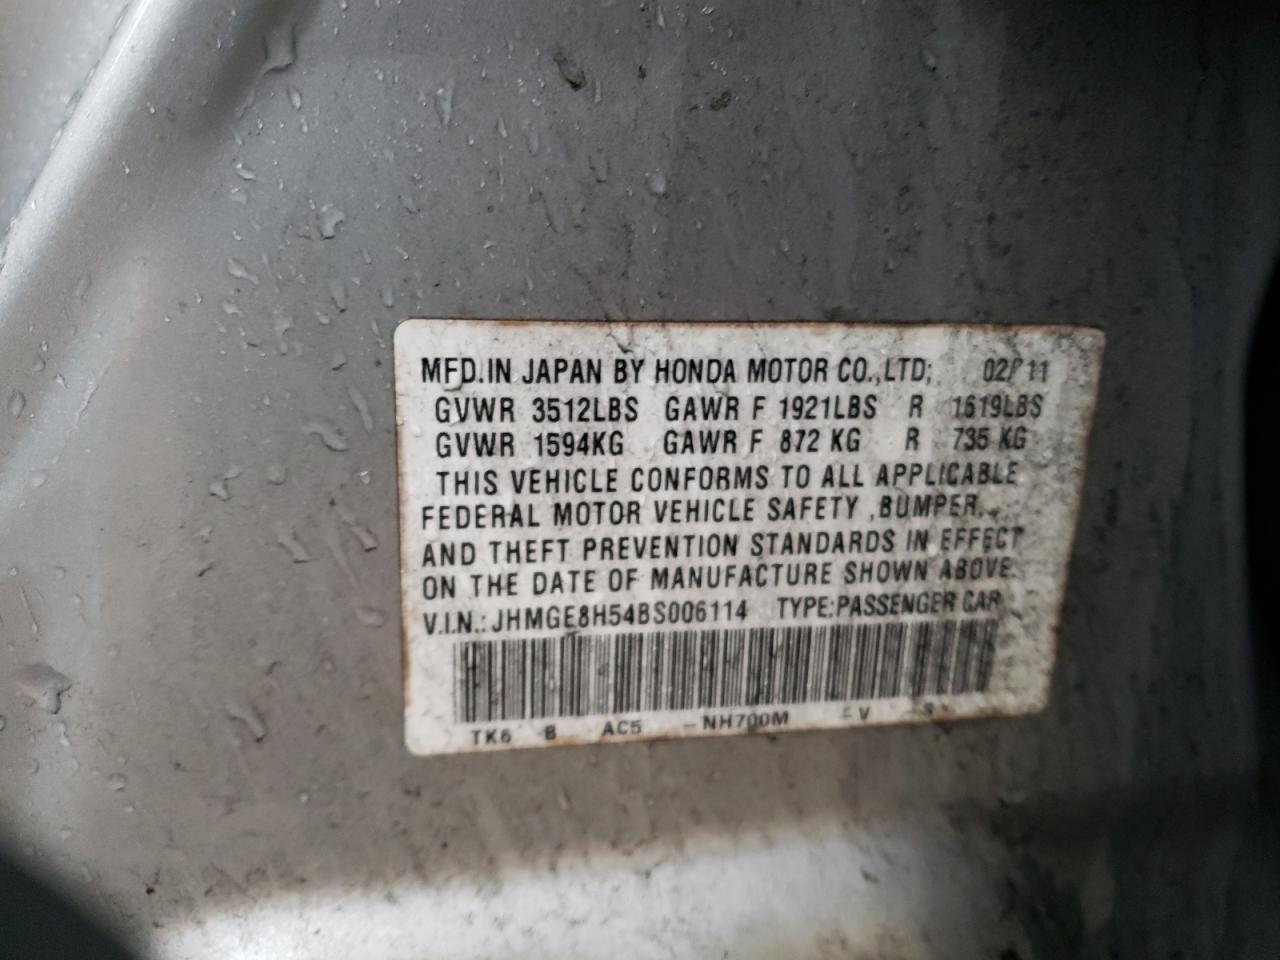 MFD.IN JAPAN BY HONDA MOTOR CO.,LTD; 02/11
GVWR 3512LBS GAWR F 1921LBS R 1619LBS
GVWR 1594KG GAWR F 872 KG R 735 KG
THIS VEHICLE CONFORMS TO ALL APPLICABLE
FEDERAL MOTOR VEHICLE SAFETY ,BUMPER,
AND THEFT PREVENTION STANDARDS IN EFFECT
ON THE DATE OF MANUFACTURE SHOWN ABOVE.
V.I.N.: JHMGE8H54BS006114 TYPE:PASSENGER CAR
TK6 B AC5 -NH700M V